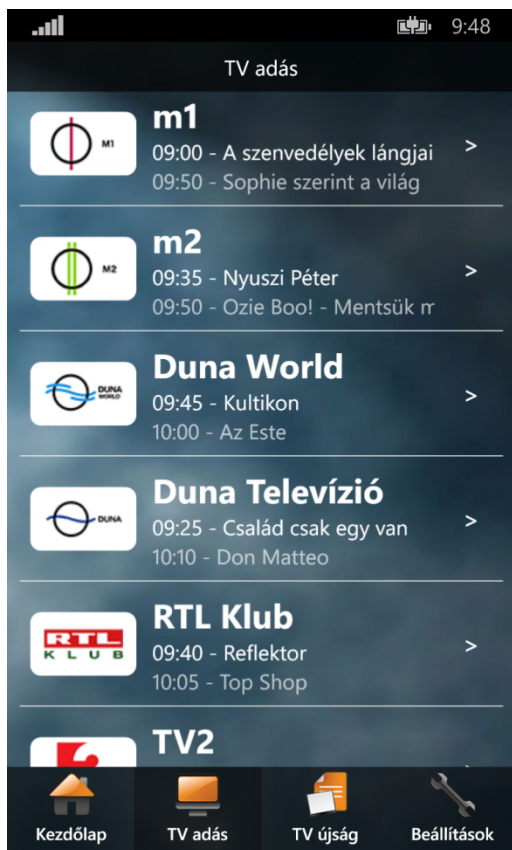 9:48
TV adás
M1
m1
09:00 - A szenvedélyek lángjai
>
09:50 - Sophie szerint a világ
M2
m2
09:35 - Nyuszi Péter
>
09:50 - Ozie Boo! - Mentsük m
DUNA
WORLD
Duna World
09:45 - Kultikon
>
10:00 - Az Este
DUNA
Duna Televízió
09:25 - Család csak egy van
>
10:10 - Don Matteo
RTL
KLUB
RTL Klub
09:40 - Reflektor
>
10:05 - Top Shop
TV2
Kezdőlap
TV adás
TV újság
Beállítások